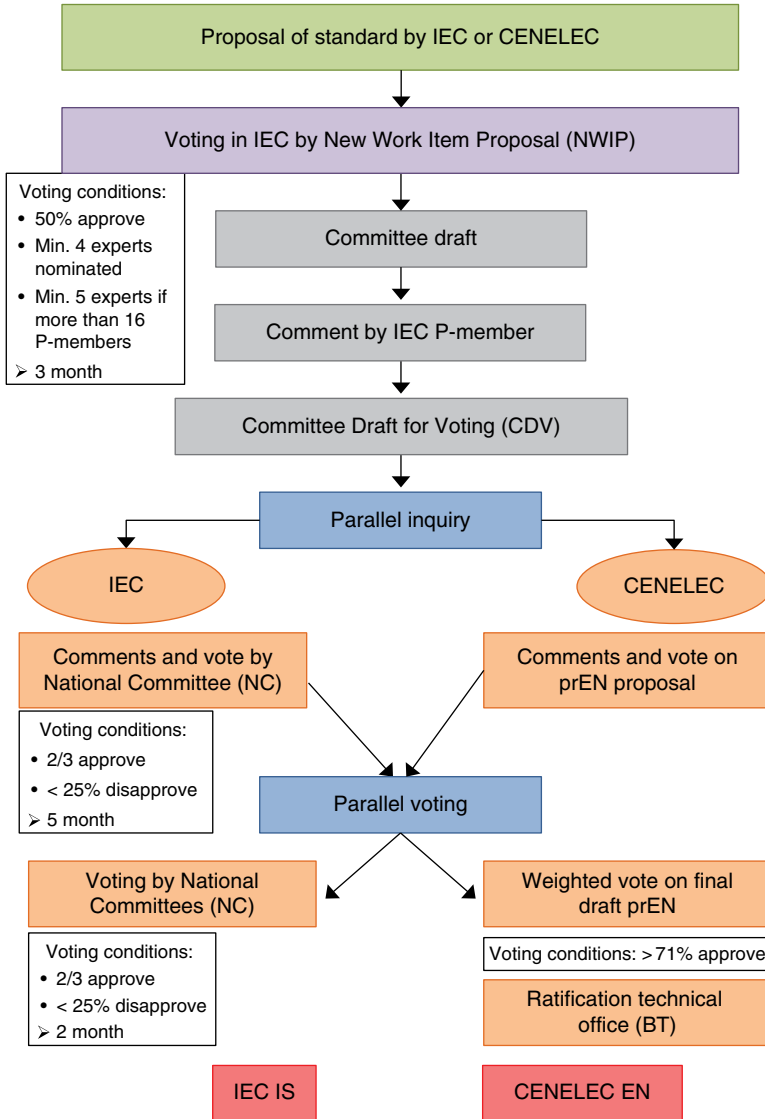 Proposal of standard by IEC or CENELEC
Voting in IEC by New Work Item Proposal (NWIP)
Voting conditions:
• 50% approve
• Min. 4 experts
nominated
• Min. 5 experts if
more than 16
P-members
➢ 3 month
Committee draft
Comment by IEC P-member
Committee Draft for Voting (CDV)
Parallel inquiry
IEC
CENELEC
Comments and vote by
National Committee (NC)
Comments and vote on
prEN proposal
Voting conditions:
• 2/3 approve
• < 25% disapprove
➢ 5 month
Parallel voting
Voting by National
Committees (NC)
Weighted vote on final
draft prEN
Voting conditions:
• 2/3 approve
• < 25% disapprove
➢ 2 month
Voting conditions: > 71% approve
Ratification technical
office (BT)
IEC IS
CENELEC EN